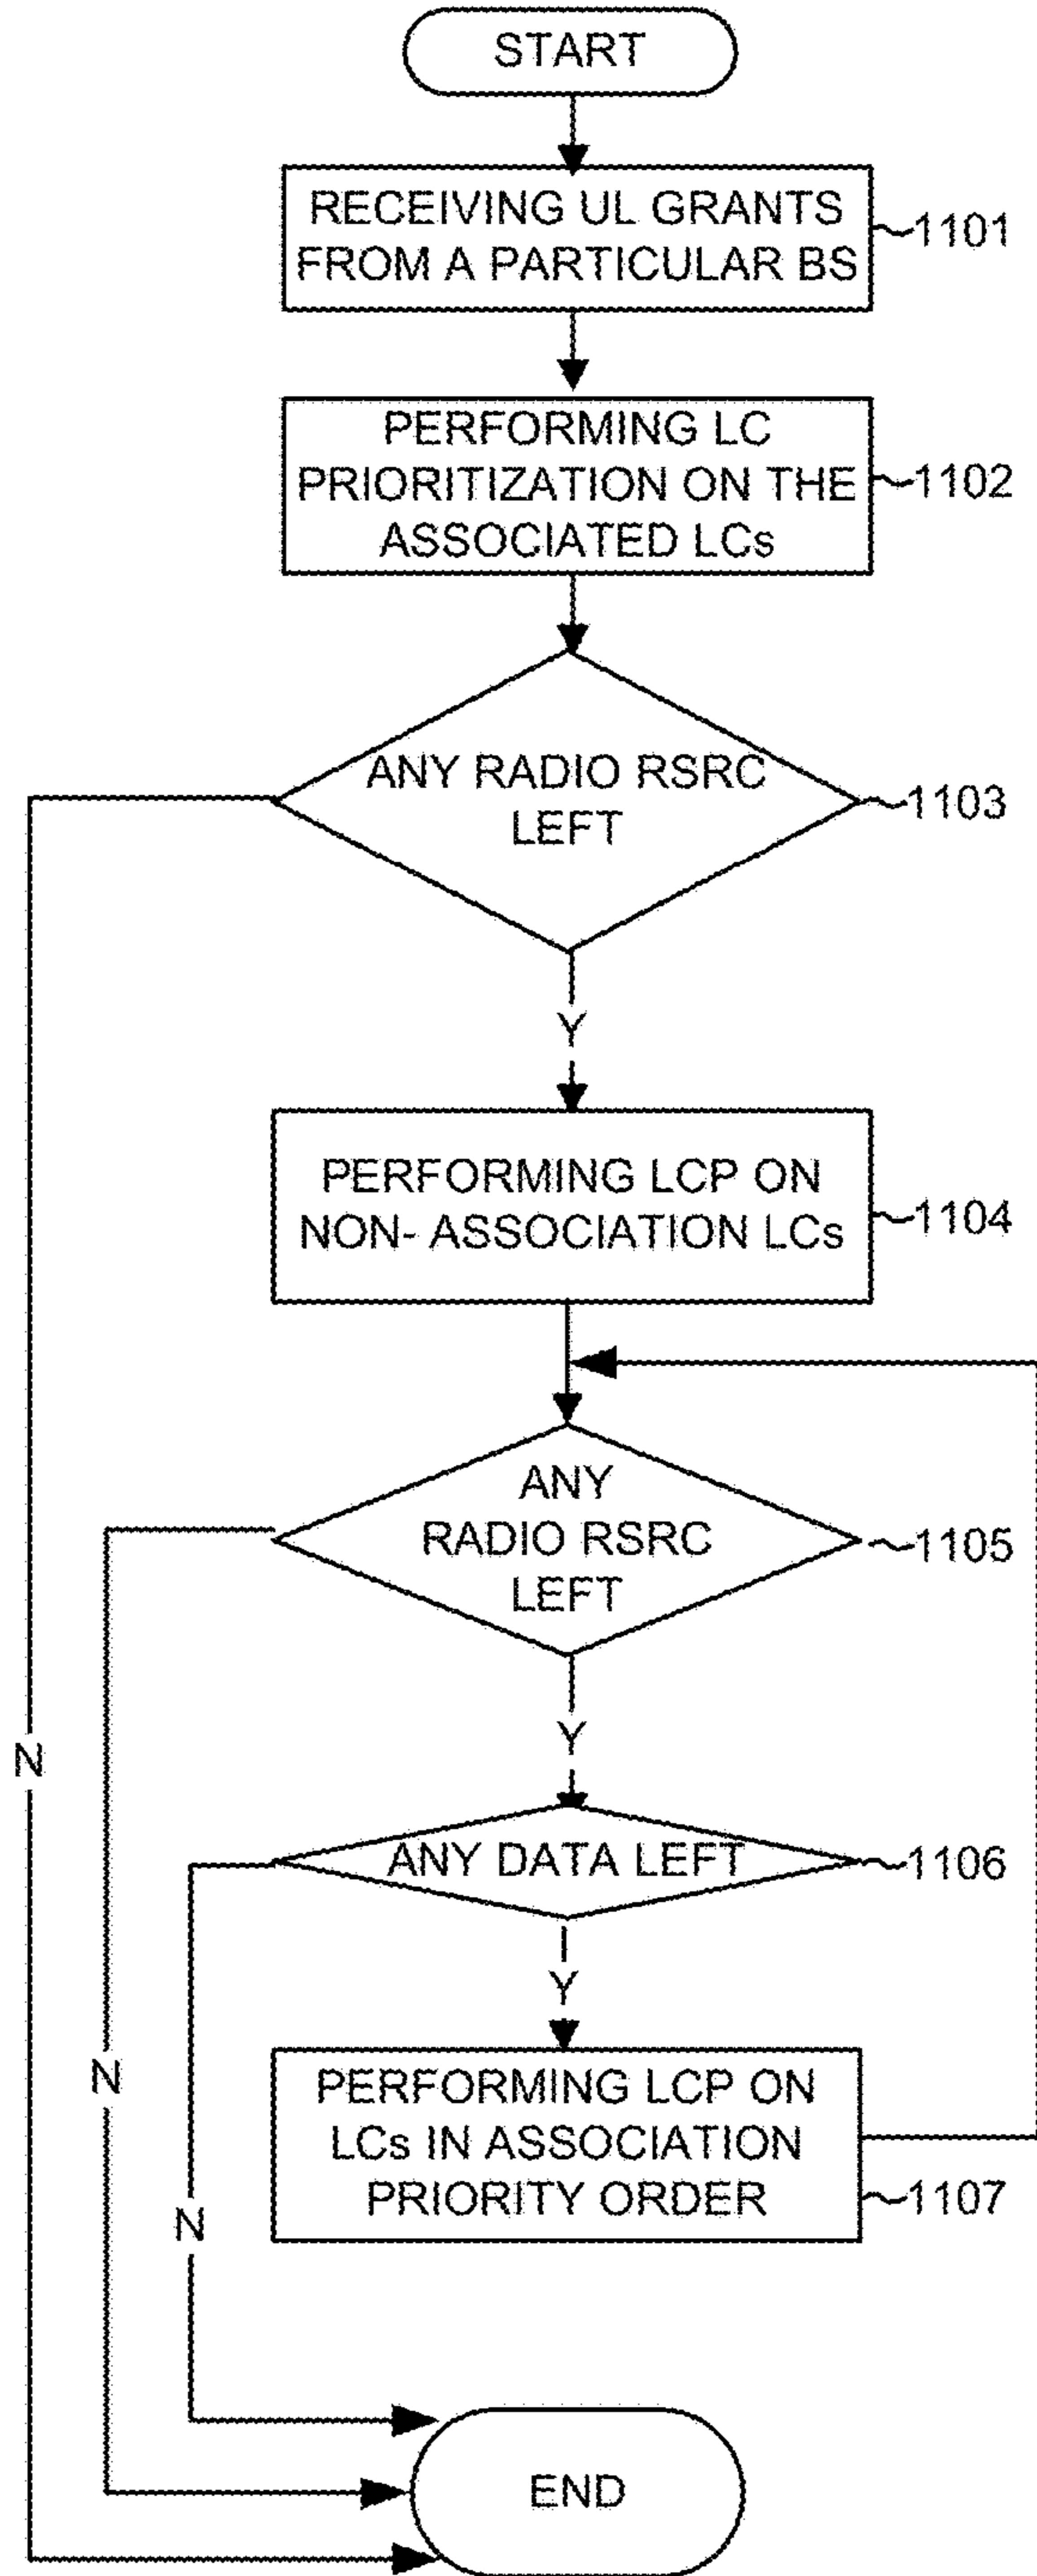 START
RECEIVING UL GRANTS
FROM A PARTICULAR BS
1101
PERFORMING LC
PRIORITIZATION ON THE
ASSOCIATED LCs
1102
ANY RADIO RSRC
LEFT
1103
Y
PERFORMING LCP ON
NON- ASSOCIATION LCs
1104
ANY
RADIO RSRC
LEFT
1105
Y
N
ANY DATA LEFT
1106
Y
N
PERFORMING LCP ON
LCs IN ASSOCIATION
PRIORITY ORDER
1107
N
END